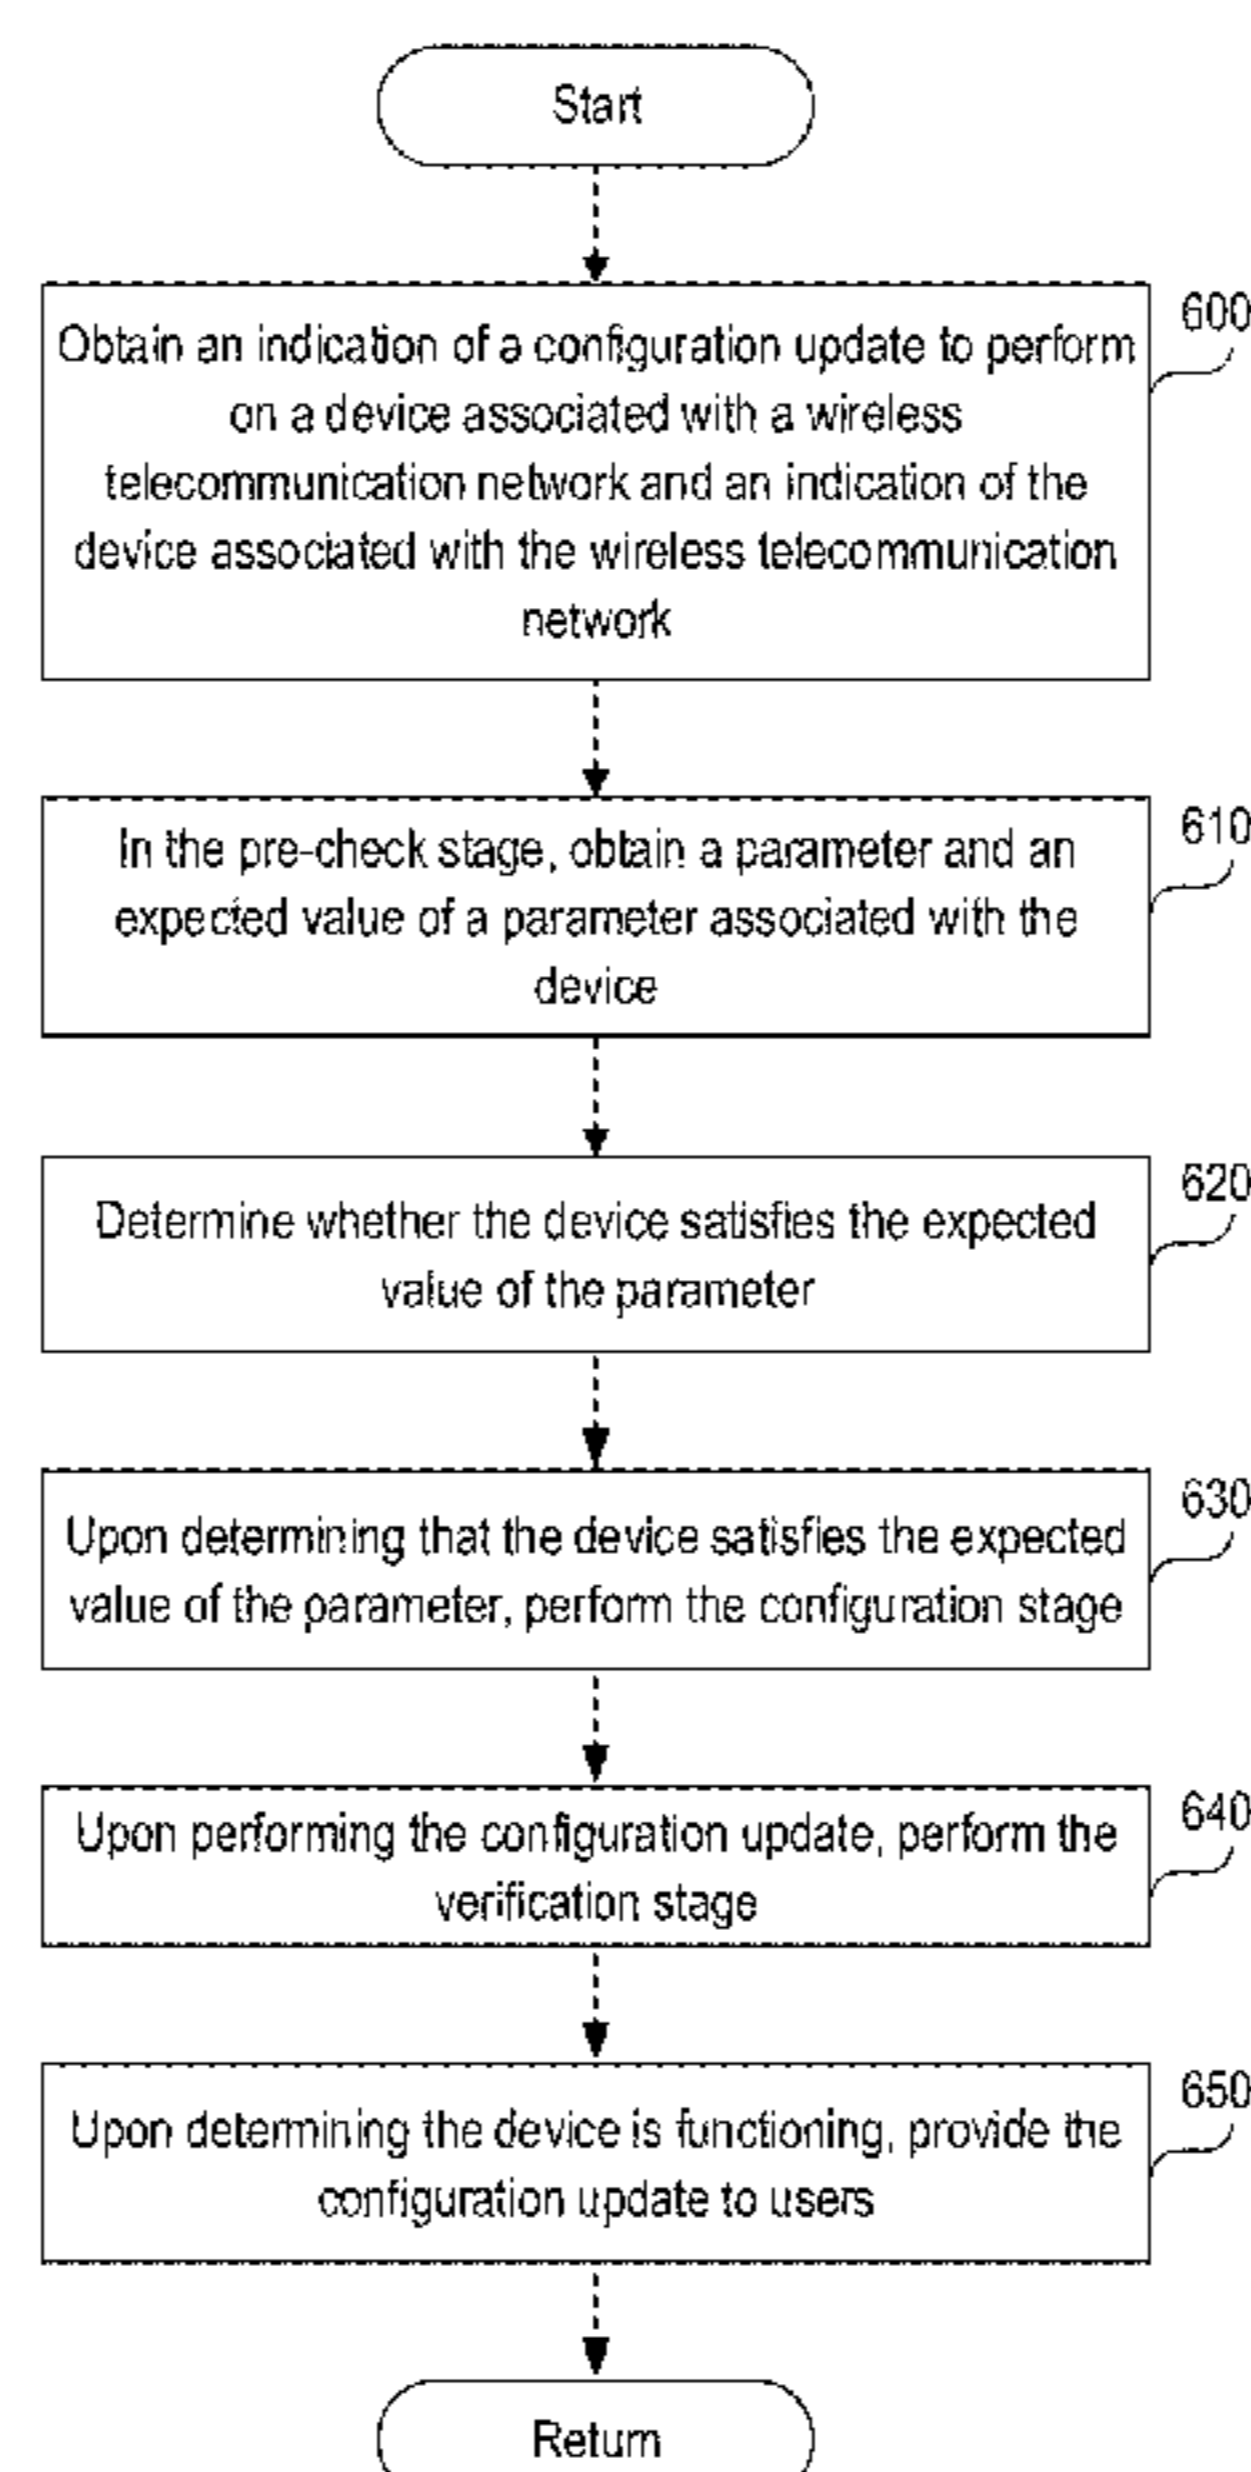 Start
600
Obtain an indication of a configuration update to perform
on a device associated with a wireless
telecommunication network and an indication of the
device associated with the wireless telecommunication
network
610
In the pre-check stage, obtain a parameter and an
expected value of a parameter associated with the
device
620
Determine whether the device satisfies the expected
value of the parameter
630
Upon determining that the device satisfies the expected
value of the parameter, perform the configuration stage
640
Upon performing the configuration update, perform the
verification stage
650
Upon determining the device is functioning, provide the
configuration update to users
Return